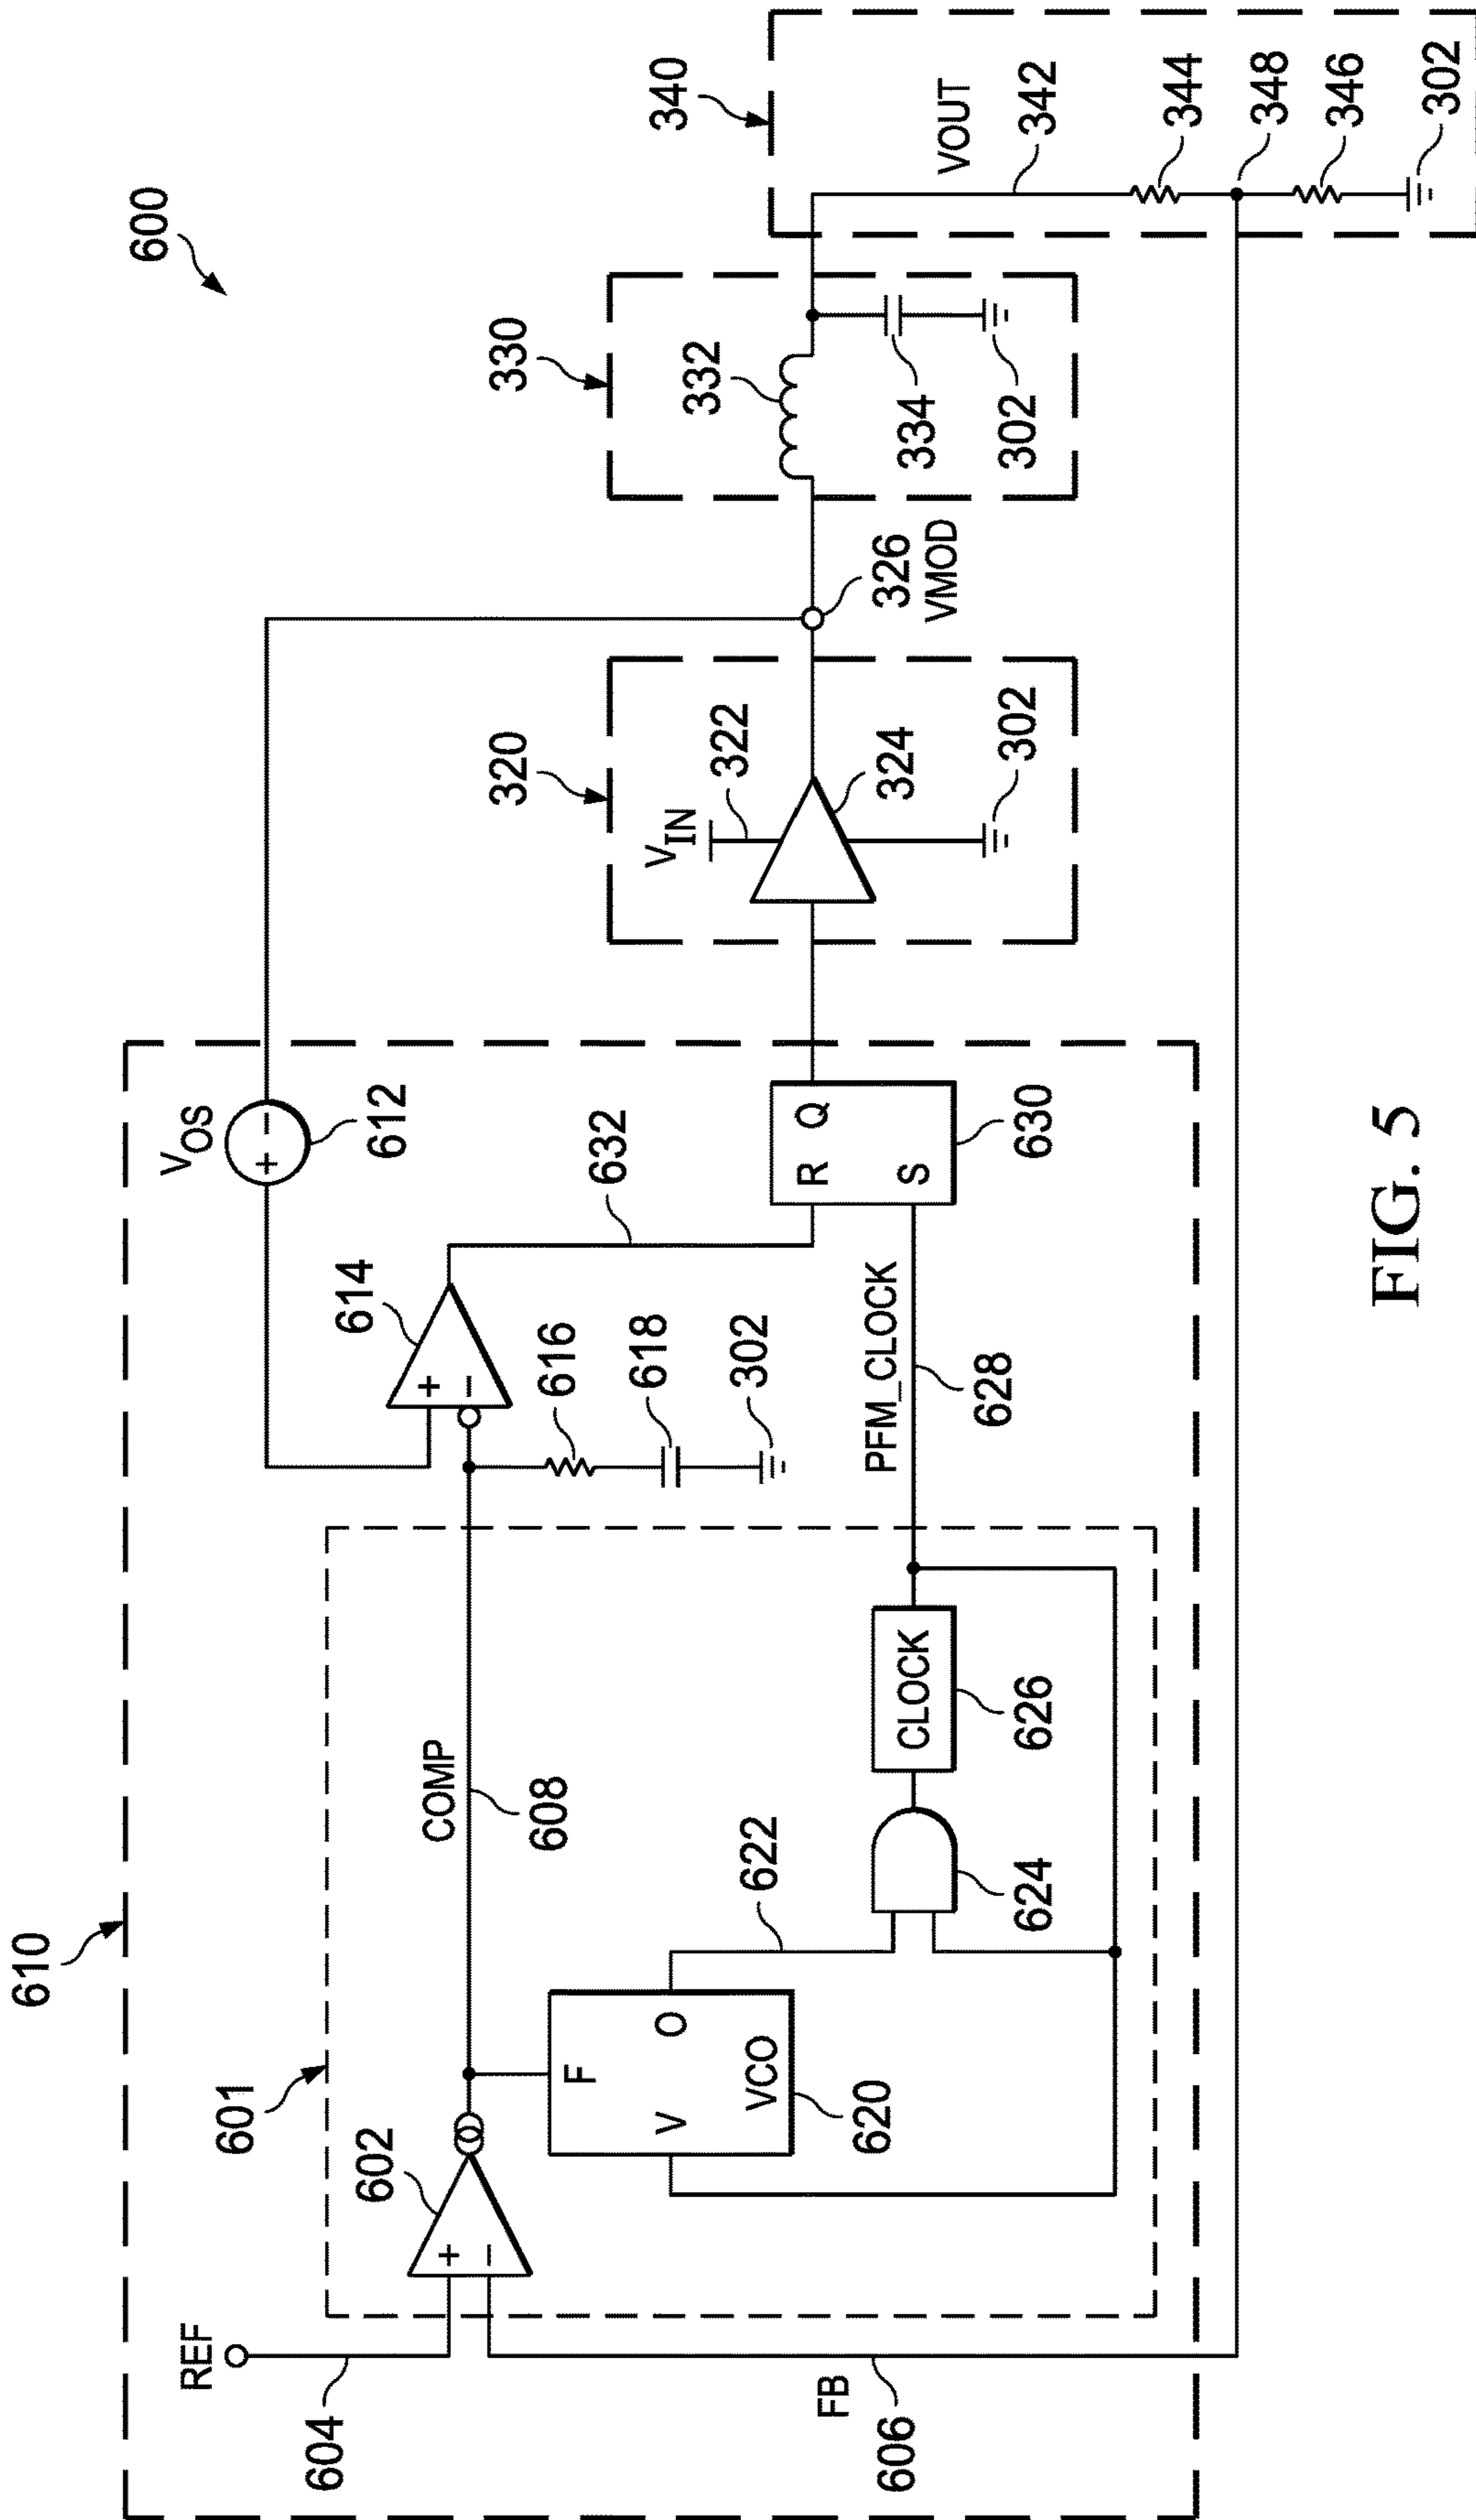 600
610
601
REF
604
602
COMP
608
F
V
O
VCO
620
622
624
CLOCK
626
FB
606
+
−
614
+
−
616
618
302
PFM_CLOCK
628
632
VOS
+ −
612
R Q
S
630
320
VIN
322
324
302
326
VMOD
330
332
334
302
340
VOUT
342
344
348
346
302
FIG. 5